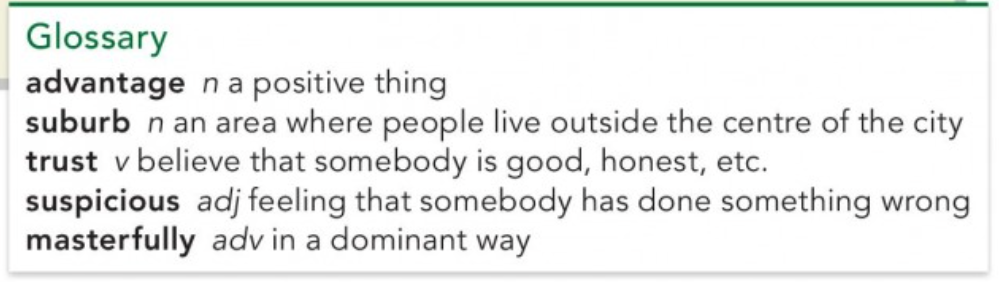 Glossary
advantage n a positive thing
suburb n an area where people live outside the centre of the city
trust v believe that somebody is good, honest, etc.
suspicious adj feeling that somebody has done something wrong
masterfully adv in a dominant way